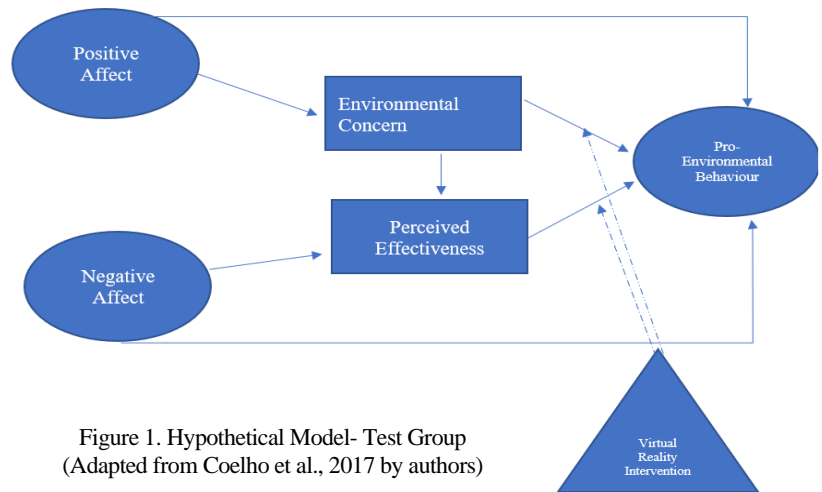 Positive
Affect
Environmental
Concern
Pro-
Environmental
Behaviour
Perceived
Effectiveness
Negative
Affect
Virtual
Reality
Intervention
Figure 1. Hypothetical Model- Test Group
(Adapted from Coelho et al., 2017 by authors)